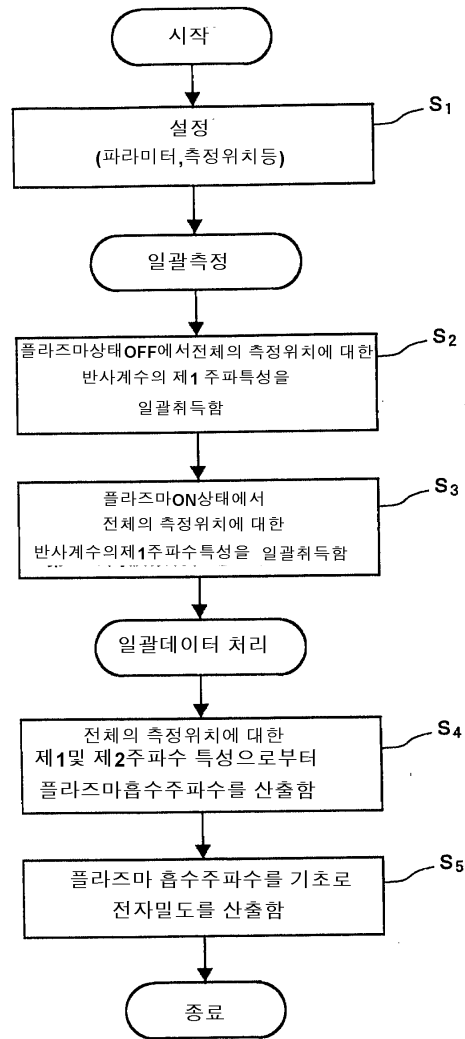 시작
S1
설정
(파라미터,측정위치등)
일괄측정
S2
플라즈마상태OFF에서전체의 측정위치에 대한
반사계수의 제1 주파특성을
일괄취득함
S3
플라즈마ON상태에서
전체의 측정위치에 대한
반사계수의제1주파수특성을 일괄취득함
일괄데이터 처리
S4
전체의 측정위치에 대한
제1및 제2주파수 특성으로부터
플라즈마흡수주파수를 산출함
S5
플라즈마 흡수주파수를 기초로
전자밀도를 산출함
종료